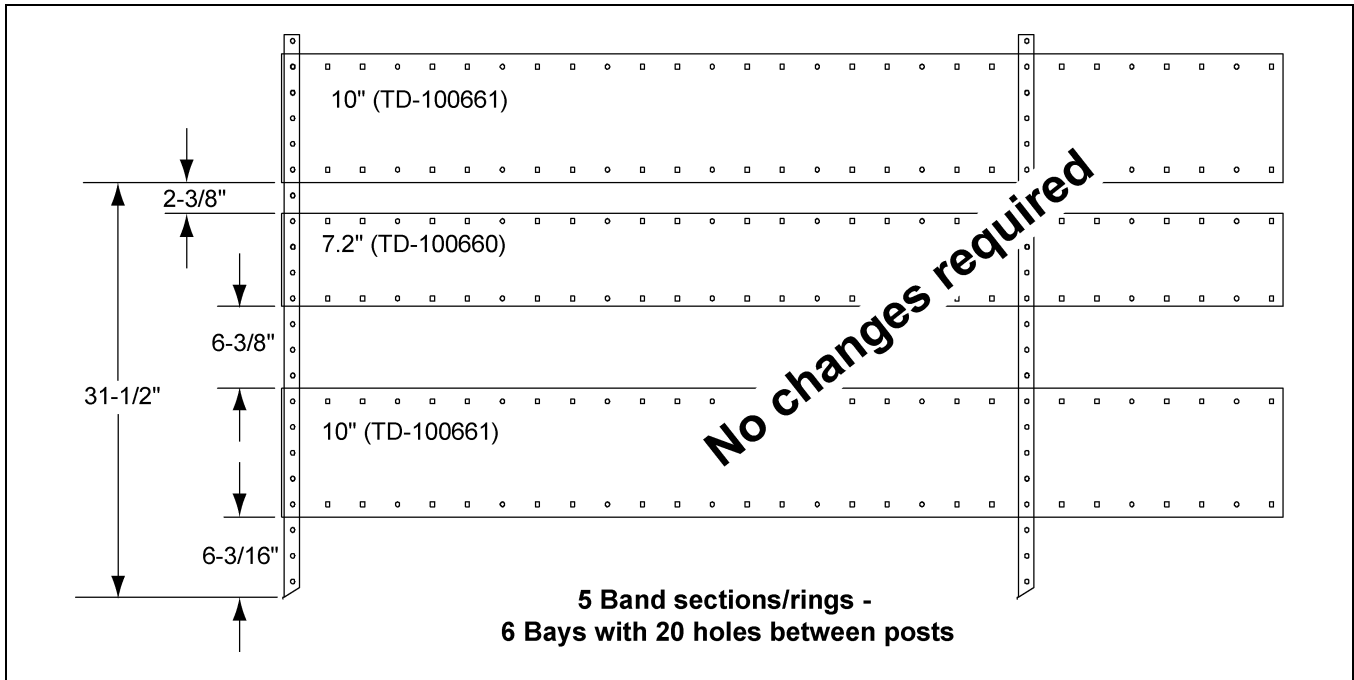 10" (TD-100661)
2-3/8"
7.2" (TD-100660)
6-3/8"
31-1/2"
10" (TD-100661)
No changes required
6-3/16"
5 Band sections/rings -
6 Bays with 20 holes between posts